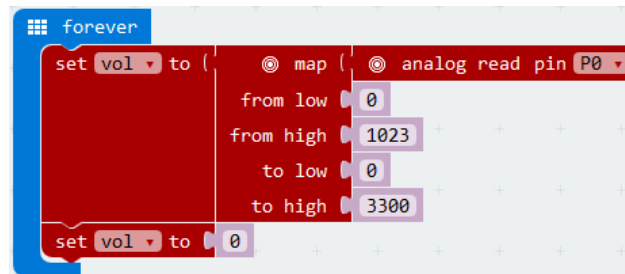 forever
set vol to map analog read pin P0
from low 0
from high 1023
to low 0
to high 3300
set vol to 0